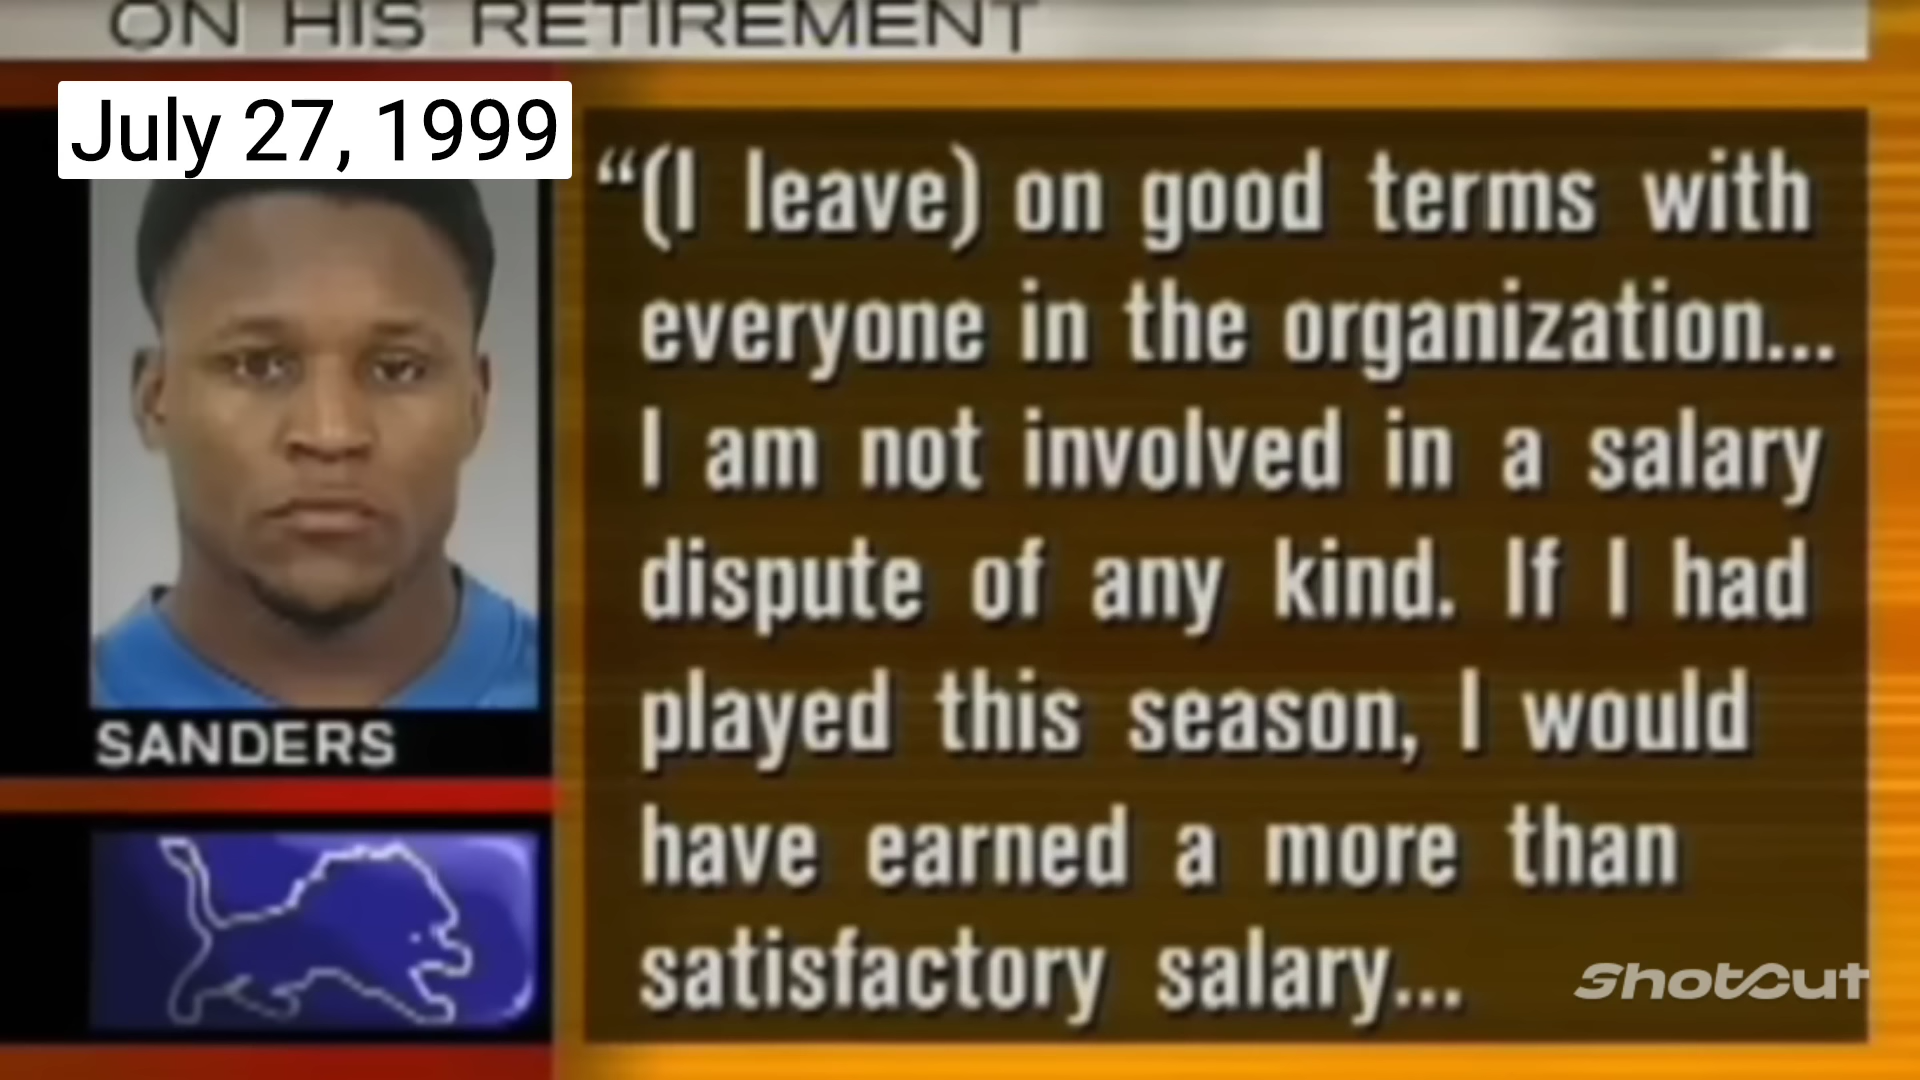 ON HIS RETIREMENT
July 27, 1999
“(I leave) on good terms with
everyone in the organization...
I am not involved in a salary
dispute of any kind. If I had
played this season, I would
have earned a more than
satisfactory salary...
SANDERS
ShotCut